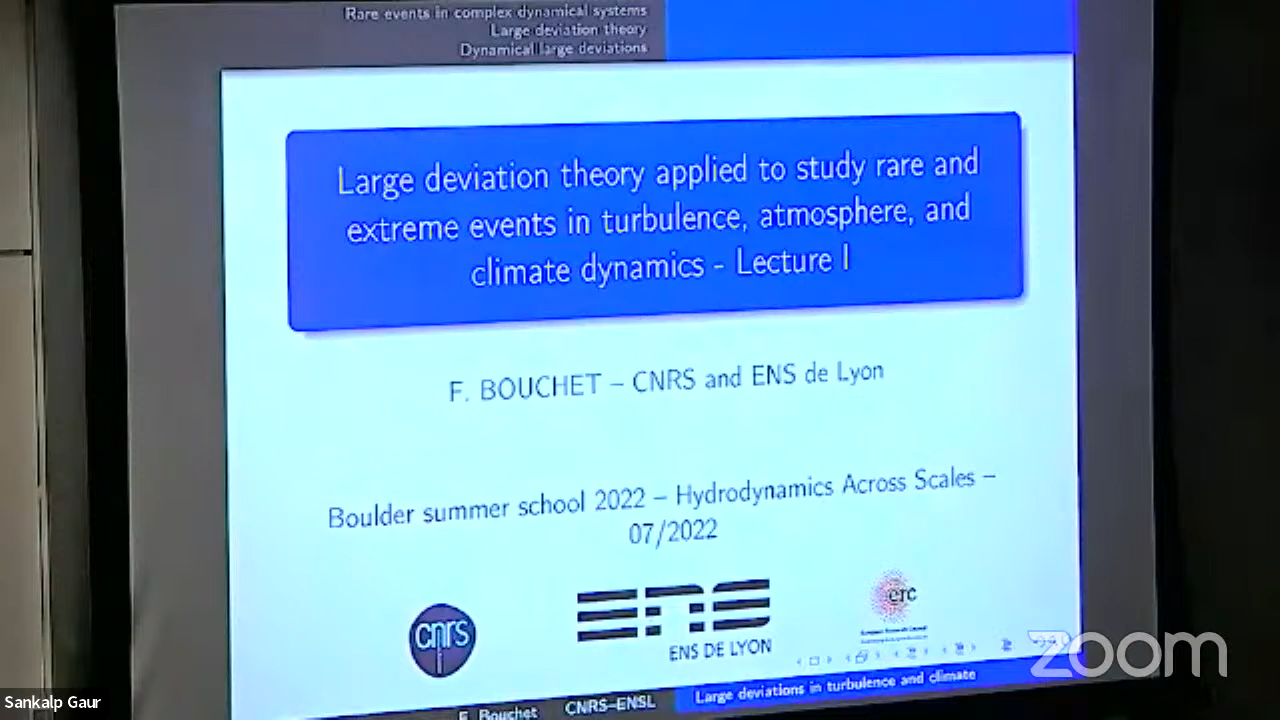 Rare events in complex dynamical systems
Large deviation theory
Dynamical large deviations
Large deviation theory applied to study rare and
extreme events in turbulence, atmosphere, and
climate dynamics - Lecture I
F. BOUCHET – CNRS and ENS de Lyon
Boulder summer school 2022 – Hydrodynamics Across Scales –
07/2022
cnrs
ENS
ENS DE LYON
erc
European Research Council
zoom
Sankalp Gaur
F. Bouchet CNRS–ENSL
Large deviations in turbulence and climate